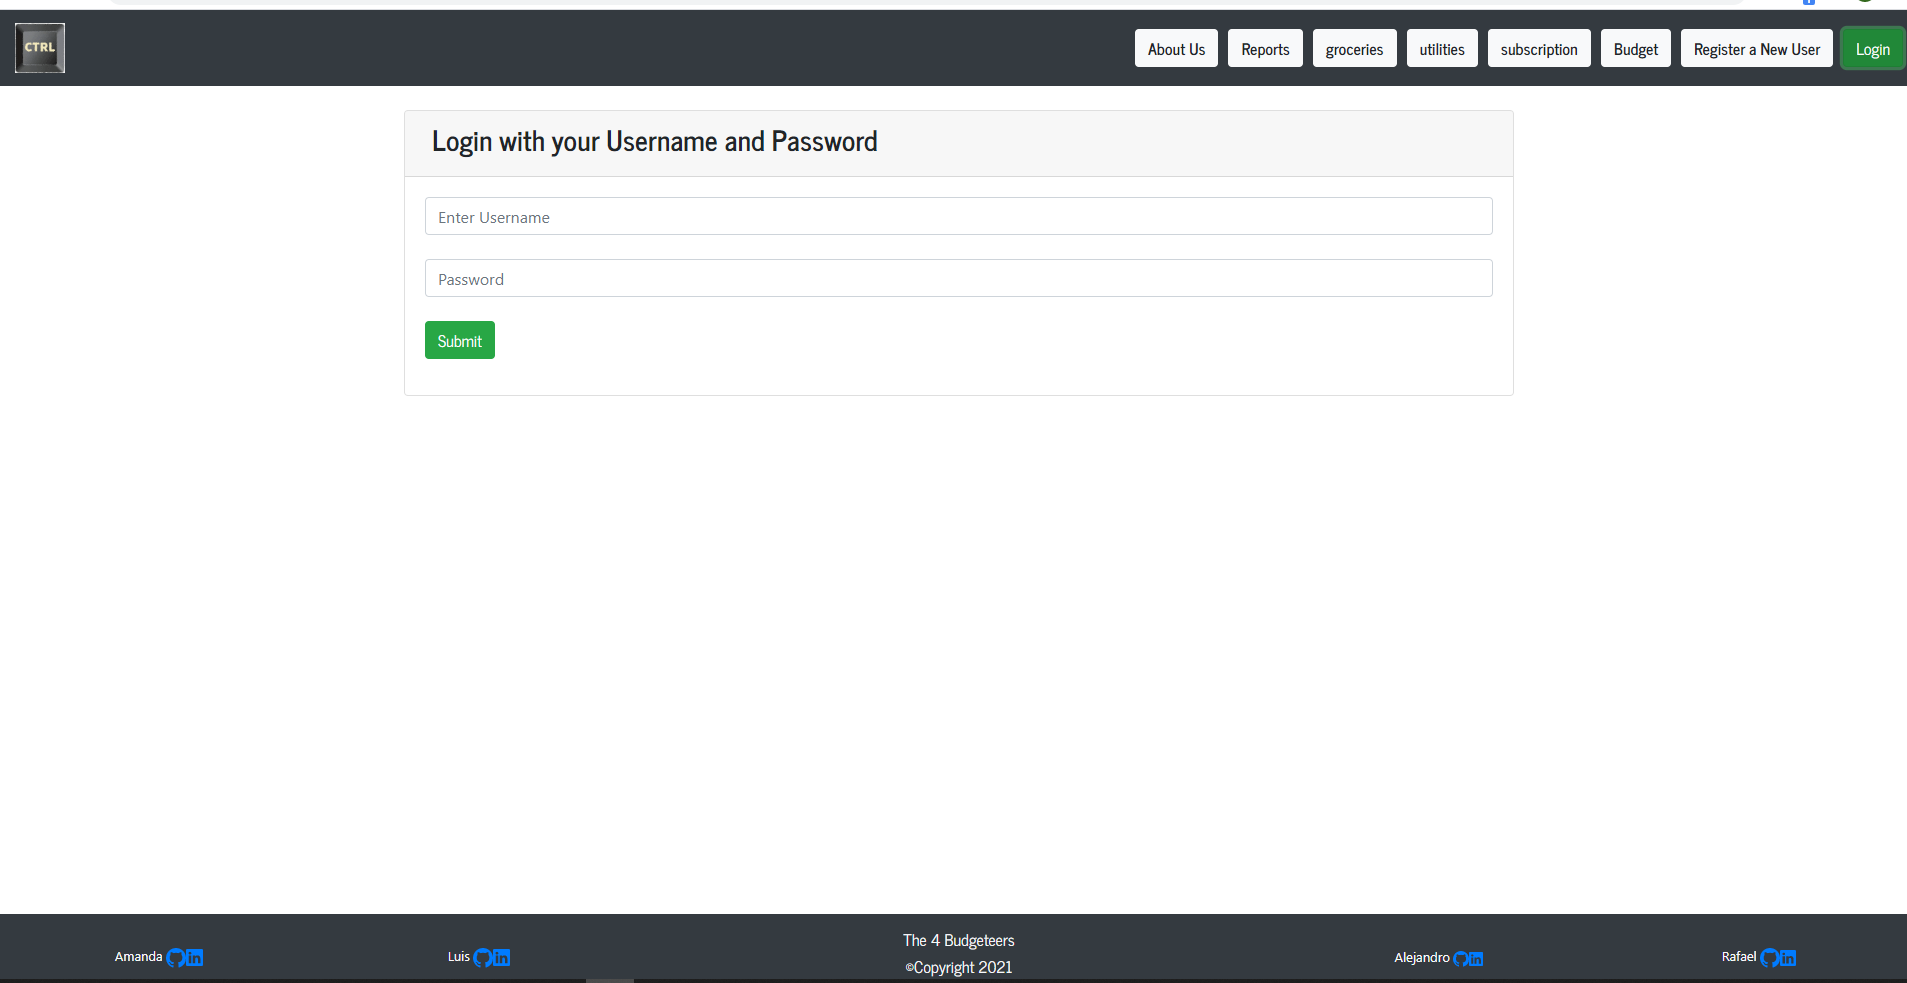 CTRL
About Us Reports groceries utilities subscription Budget Register a New User Login
Login with your Username and Password
Enter Username
Password
Submit
The 4 Budgeteers
Amanda Luis Alejandro Rafael
©Copyright 2021